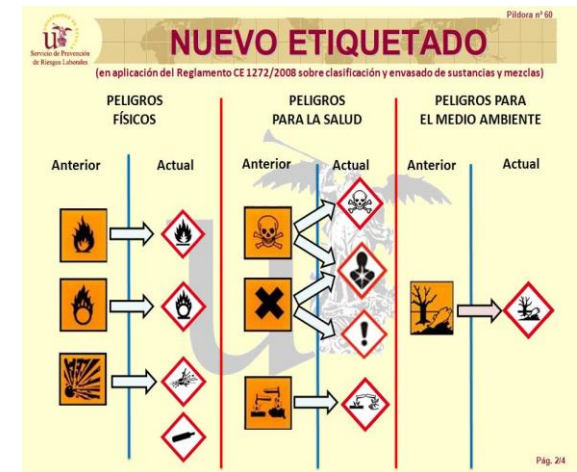 Píldora nº 60
Servicio de Prevención
de Riesgos Laborales
NUEVO ETIQUETADO
(en aplicación del Reglamento CE 1272/2008 sobre clasificación y envasado de sustancias y mezclas)
PELIGROS
FÍSICOS
Anterior Actual
PELIGROS
PARA LA SALUD
Anterior Actual
PELIGROS PARA
EL MEDIO AMBIENTE
Anterior Actual
Pág. 2/4